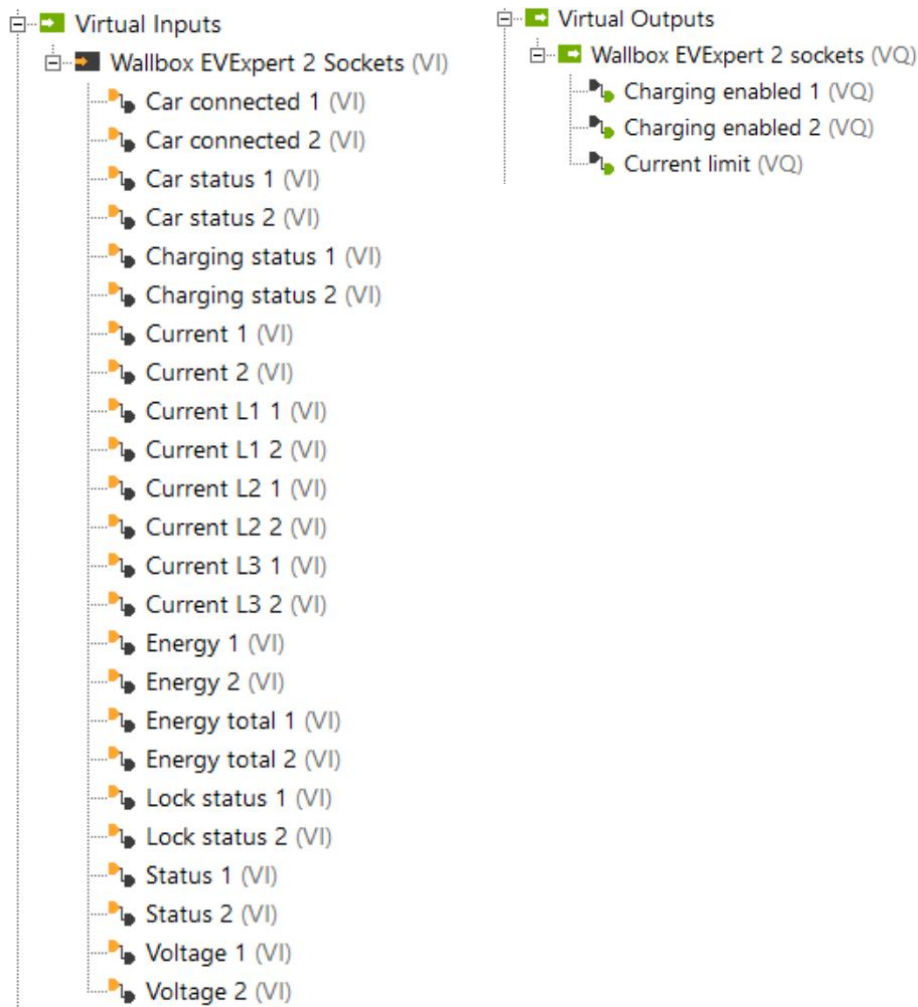 Virtual Inputs
Wallbox EVExpert 2 Sockets (VI)
Car connected 1 (VI)
Car connected 2 (VI)
Car status 1 (VI)
Car status 2 (VI)
Charging status 1 (VI)
Charging status 2 (VI)
Current 1 (VI)
Current 2 (VI)
Current L1 1 (VI)
Current L1 2 (VI)
Current L2 1 (VI)
Current L2 2 (VI)
Current L3 1 (VI)
Current L3 2 (VI)
Energy 1 (VI)
Energy 2 (VI)
Energy total 1 (VI)
Energy total 2 (VI)
Lock status 1 (VI)
Lock status 2 (VI)
Status 1 (VI)
Status 2 (VI)
Voltage 1 (VI)
Voltage 2 (VI)
Virtual Outputs
Wallbox EVExpert 2 sockets (VQ)
Charging enabled 1 (VQ)
Charging enabled 2 (VQ)
Current limit (VQ)